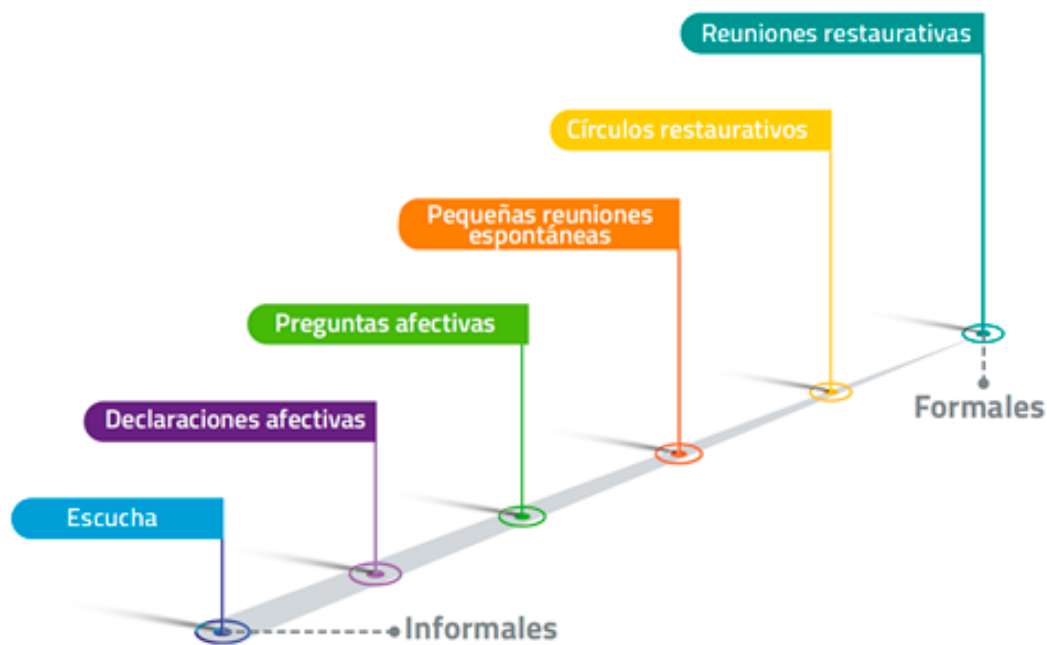 Reuniones restaurativas
Círculos restaurativos
Pequeñas reuniones
espontáneas
Preguntas afectivas
Formales
Declaraciones afectivas
Escucha
Informales